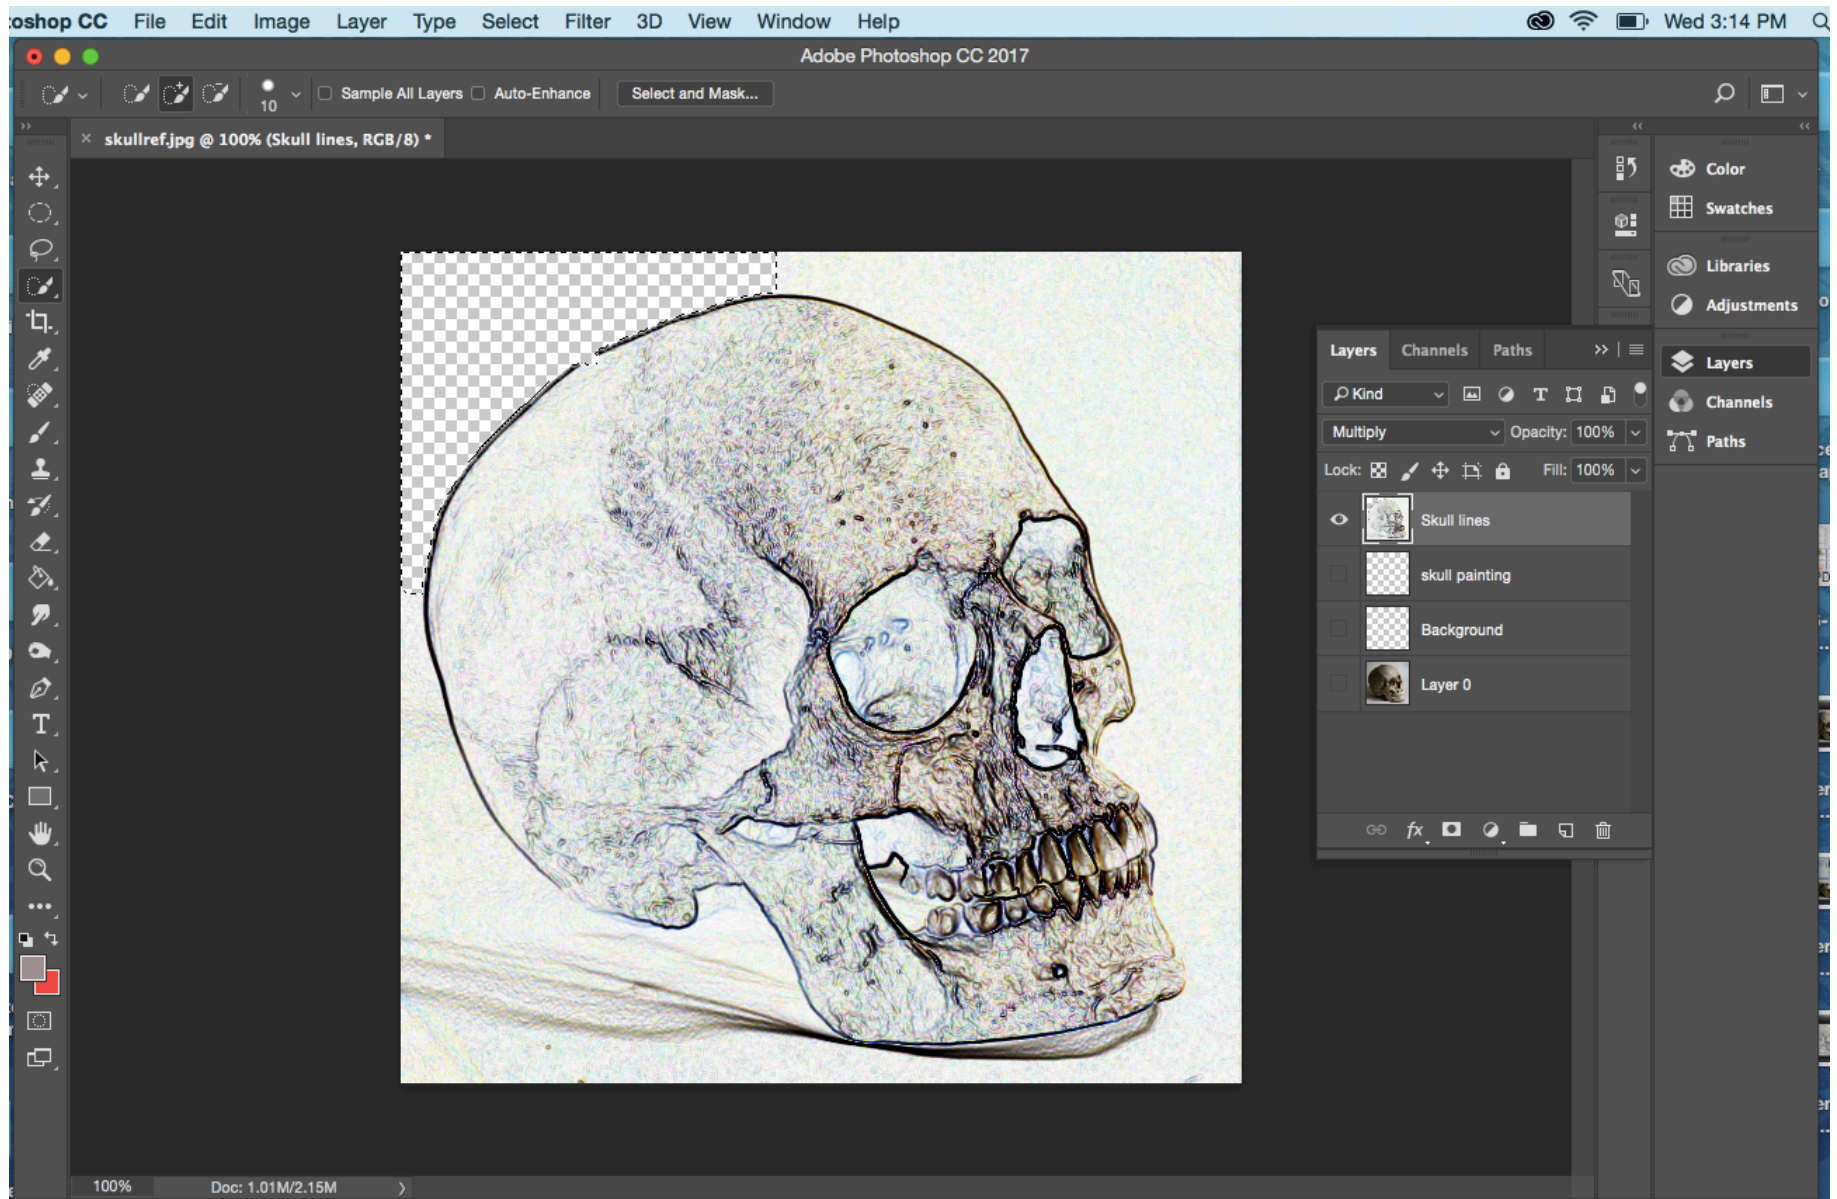 toshop CC File Edit Image Layer Type Select Filter 3D View Window Help Wed 3:14 PM
Adobe Photoshop CC 2017
10 Sample All Layers Auto-Enhance Select and Mask...
× skullref.jpg @ 100% (Skull lines, RGB/8) *
Color
Swatches
Libraries
Adjustments
Layers
Channels
Paths
Layers Channels Paths
Kind
Multiply Opacity: 100%
Lock: Fill: 100%
Skull lines
skull painting
Background
Layer 0
fx
100% Doc: 1.01M/2.15M